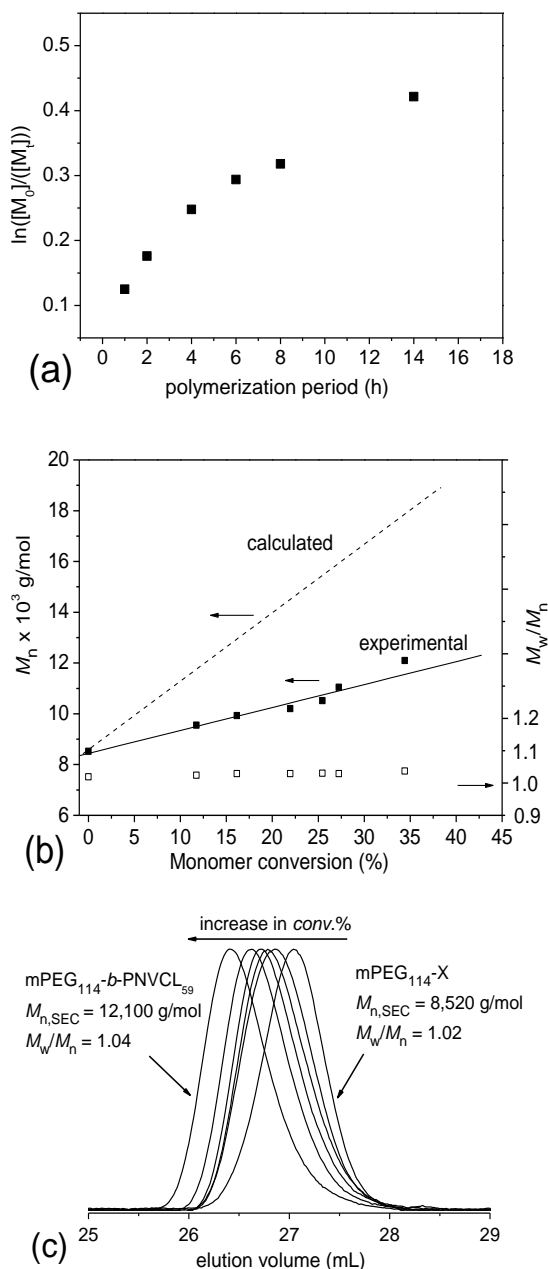 0.5
0.4
0.3
0.2
0.1
ln([M₀]/([Mₜ]))
0 2 4 6 8 10 12 14 16 18
polymerization period (h)
(a)
20
18
16
14
12
10
8
6
Mₙ x 10³ g/mol
calculated
experimental
1.2
1.1
1.0
0.9
M_w/Mₙ
0 5 10 15 20 25 30 35 40 45
Monomer conversion (%)
(b)
increase in conv.%
mPEG₁₁₄-b-PNVCL₅₉
Mₙ,SEC = 12,100 g/mol
M_w/Mₙ = 1.04
mPEG₁₁₄-X
Mₙ,SEC = 8,520 g/mol
M_w/Mₙ = 1.02
25 26 27 28 29
elution volume (mL)
(c)